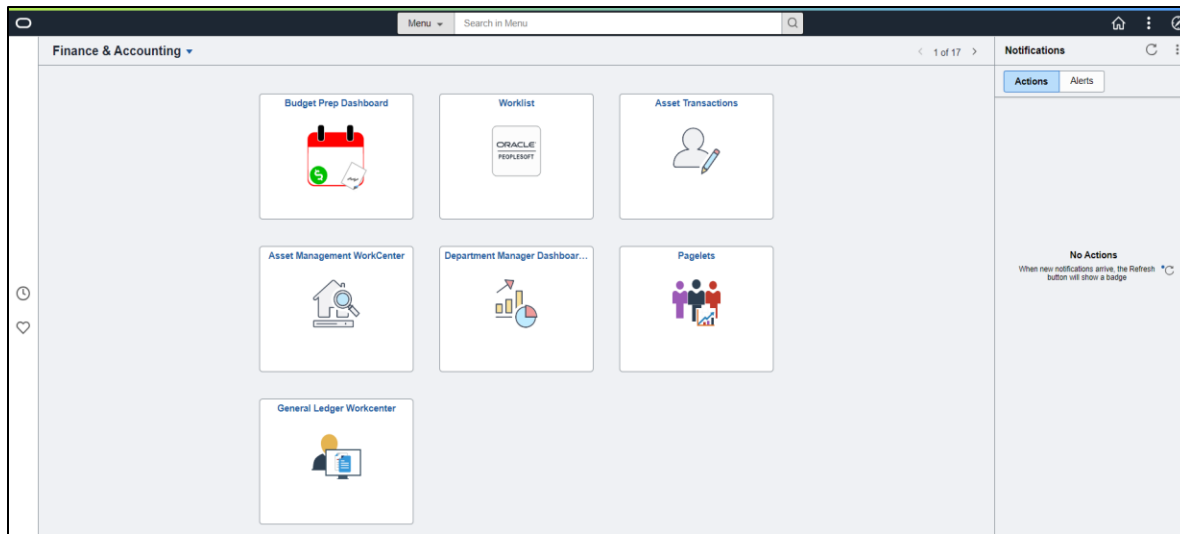 Menu
Search in Menu
Finance & Accounting
1 of 17
Notifications
Actions
Alerts
Budget Prep Dashboard
Worklist
Asset Transactions
ORACLE
PEOPLESOFT
Asset Management WorkCenter
Department Manager Dashboar...
Pagelets
No Actions
When new notifications arrive, the Refresh
button will show a badge
General Ledger Workcenter